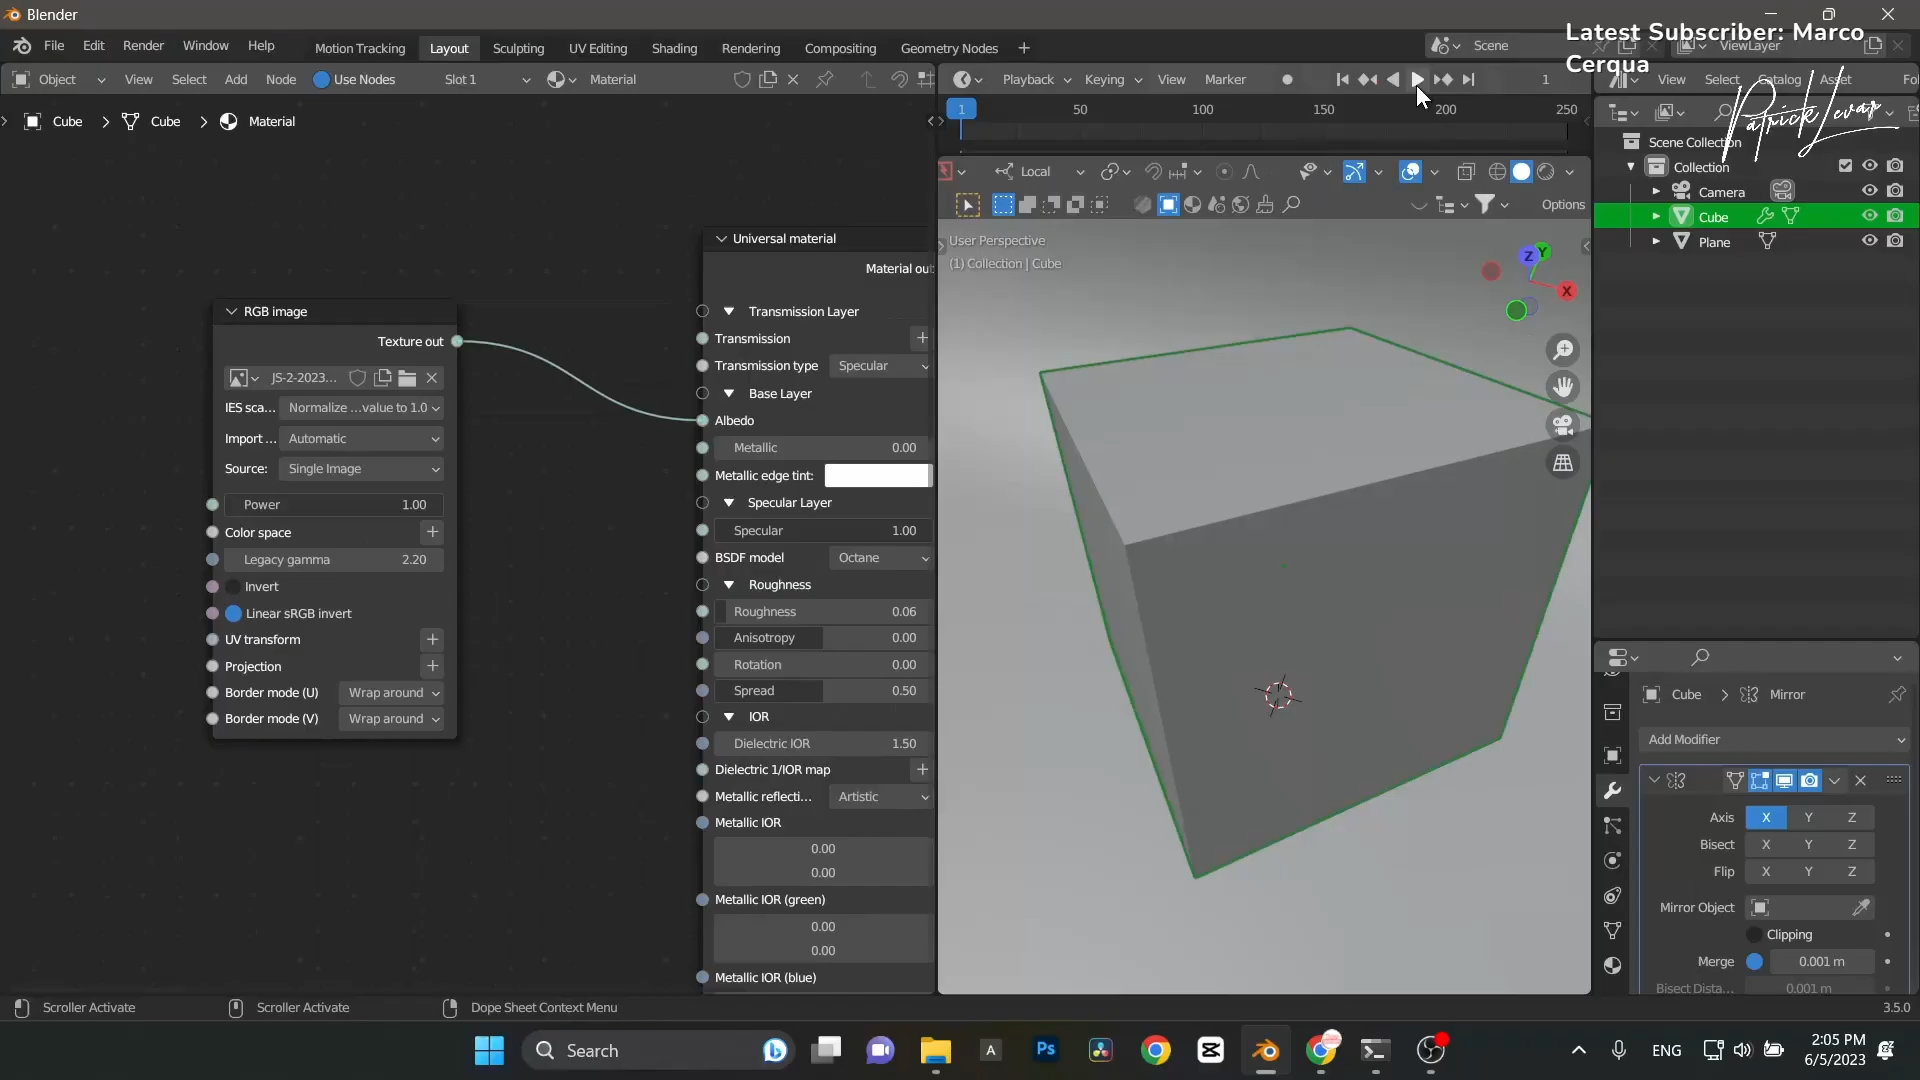 Blender
Latest Subscriber: Marco
Cerqua
File Edit Render Window Help
Motion Tracking Layout Sculpting UV Editing Shading Rendering Compositing Geometry Nodes
Scene
ViewLayer
Object View Select Add Node Use Nodes Slot 1 Material
Playback Keying View Marker 1
View Select Catalog Asset Fo
1 50 100 150 200 250
Patrick Levar
Cube Cube Material
Scene Collection
Collection
Camera
Cube
Plane
Local
Options
User Perspective
(1) Collection | Cube
Z Y X
Universal material
Material out
Transmission Layer
Transmission
Transmission type Specular
Base Layer
Albedo
Metallic 0.00
Metallic edge tint:
Specular Layer
Specular 1.00
BSDF model Octane
Roughness
Roughness 0.06
Anisotropy 0.00
Rotation 0.00
Spread 0.50
IOR
Dielectric IOR 1.50
Dielectric 1/IOR map
Metallic reflecti... Artistic
Metallic IOR
0.00
0.00
Metallic IOR (green)
0.00
0.00
Metallic IOR (blue)
RGB image
Texture out
JS-2-2023...
IES sca... Normalize ...value to 1.0
Import ... Automatic
Source: Single Image
Power 1.00
Color space
Legacy gamma 2.20
Invert
Linear sRGB invert
UV transform
Projection
Border mode (U) Wrap around
Border mode (V) Wrap around
Cube Mirror
Add Modifier
Axis X Y Z
Bisect X Y Z
Flip X Y Z
Mirror Object
Clipping
Merge 0.001 m
Bisect Dista... 0.001 m
Scroller Activate Scroller Activate Dope Sheet Context Menu 3.5.0
Search
A
Ps
ENG
2:05 PM
6/5/2023